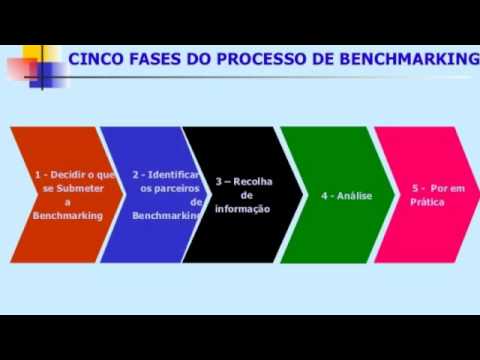 CINCO FASES DO PROCESSO DE BENCHMARKING
1 - Decidir o que
se Submeter
a
Benchmarking
2 - Identificar
os parceiros
de
Benchmarking
3 – Recolha
de
informação
4 - Análise
5 - Por em
Prática